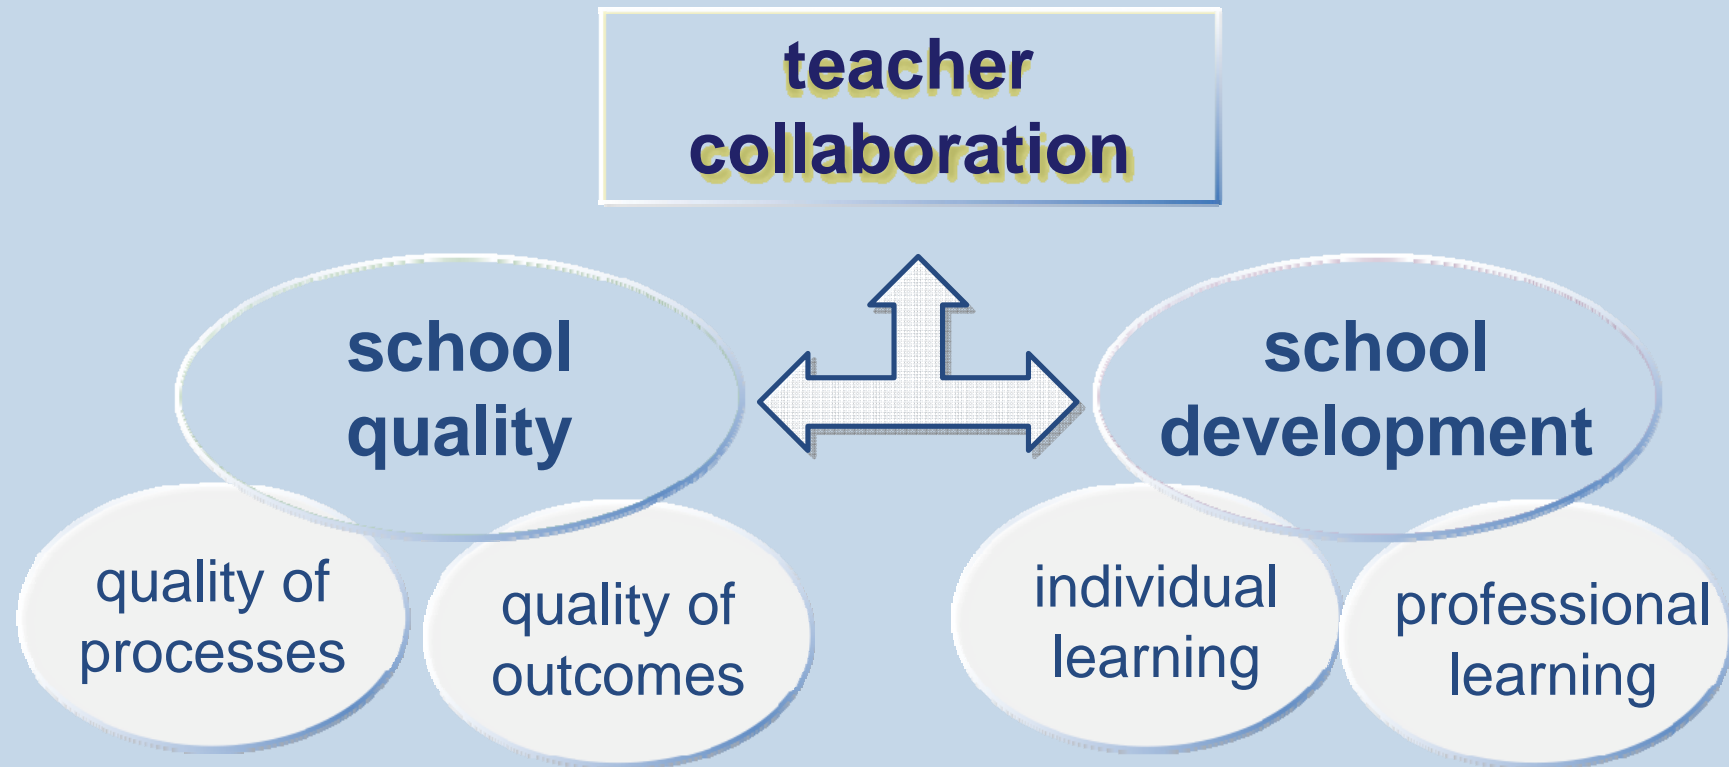 teacher
collaboration
school
quality
school
development
quality of
processes
quality of
outcomes
individual
learning
professional
learning